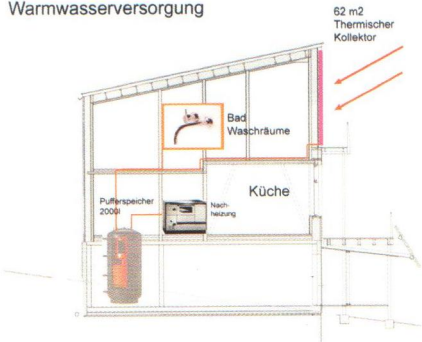 Warmwasserversorgung
62 m2
Thermischer
Kollektor
Bad
Waschräume
Küche
Pufferspeicher
2000l
Nach-
heizung